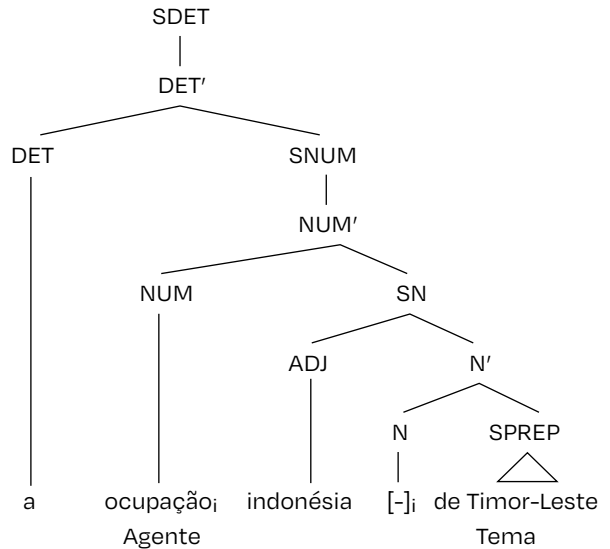 SDET
DET′
DET SNUM
NUM′
NUM SN
ADJ N′
N SPREP
a ocupaçãoi indonésia [-]i de Timor-Leste
Agente Tema